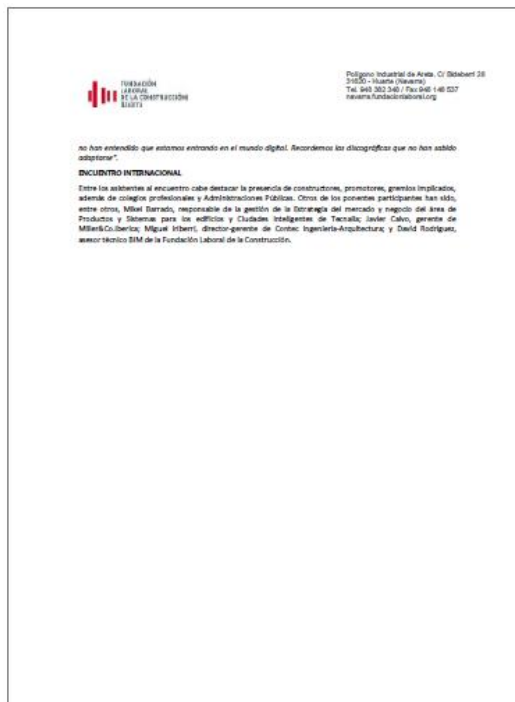 FUNDACIÓN
LABORAL
DE LA CONSTRUCCIÓN
Polígono Industrial de Areta. C/ Bidebarri 28
31620 - Huarte (Navarra)
Tel. 948 382 340 / Fax 948 148 537
navarra.fundacionlaboral.org
no han entendido que estamos entrando en el mundo digital. Recordemos las discográficas que no han sabido
adaptarse".
ENCUENTRO INTERNACIONAL
Entre los asistentes al encuentro cabe destacar la presencia de constructores, promotores, gremios implicados,
además de colegios profesionales y Administraciones Públicas. Otros de los ponentes participantes han sido,
entre otros, Mikel Barrado, responsable de la gestión de la Estrategia del mercado y negocio del área de
Productos y Sistemas para los edificios y Ciudades Inteligentes de Tecnalia; Javier Calvo, gerente de
Miller&Co.Iberica; Miguel Iriberri, director-gerente de Contec Ingeniería-Arquitectura; y David Rodríguez,
asesor técnico BIM de la Fundación Laboral de la Construcción.